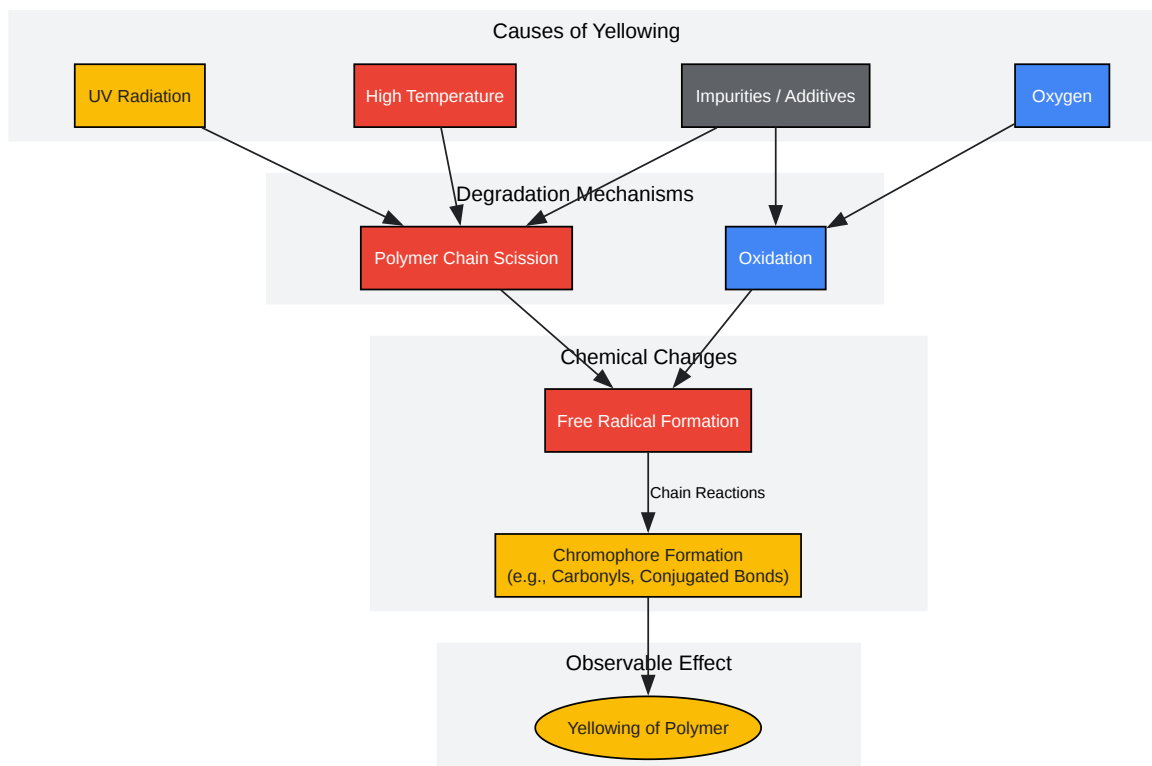 Causes of Yellowing
UV Radiation
High Temperature
Impurities / Additives
Oxygen
Degradation Mechanisms
Polymer Chain Scission
Oxidation
Chemical Changes
Free Radical Formation
Chain Reactions
Chromophore Formation
(e.g., Carbonyls, Conjugated Bonds)
Observable Effect
Yellowing of Polymer